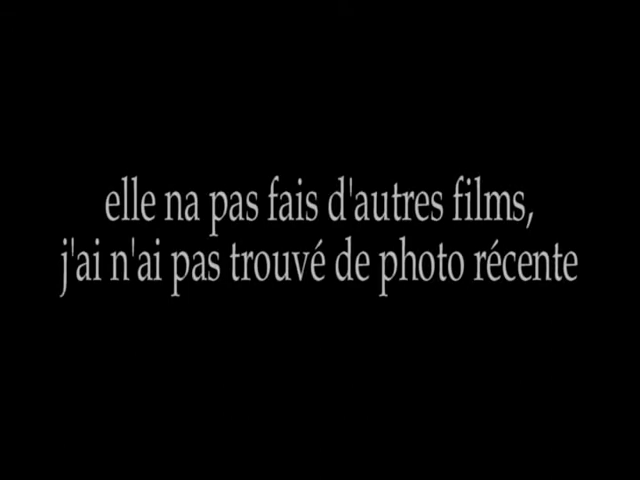 elle na pas fais d'autres films,
j'ai n'ai pas trouvé de photo récente